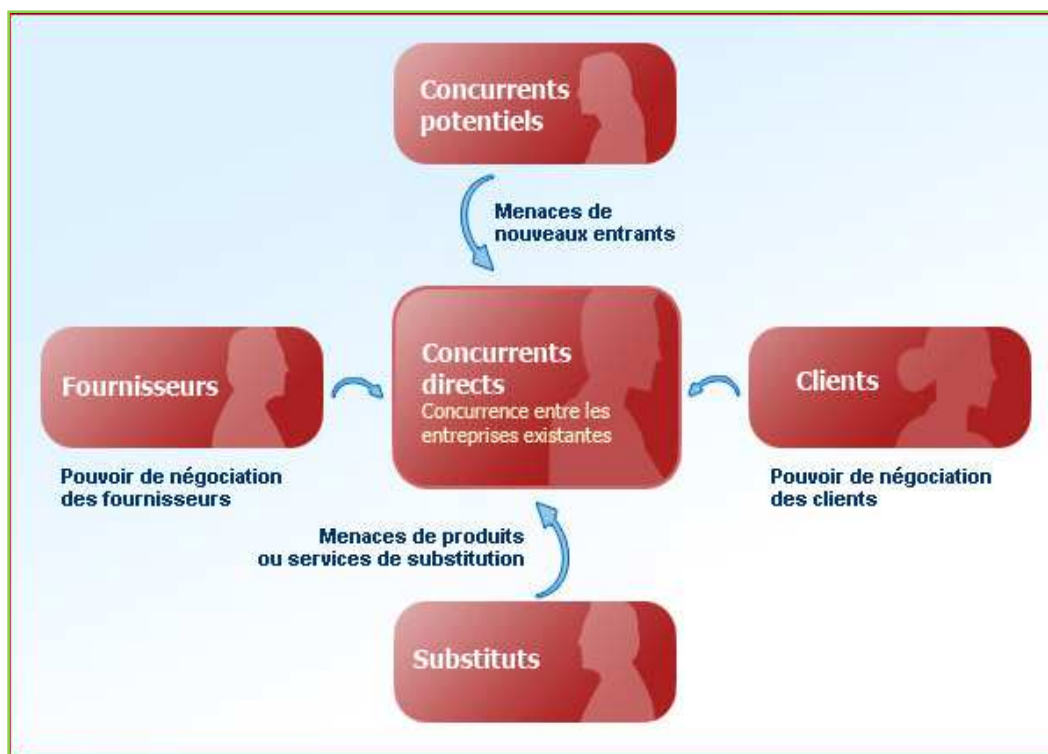 Concurrents
potentiels
Menaces de
nouveaux entrants
Fournisseurs
Concurrents
directs
Concurrence entre les
entreprises existantes
Clients
Pouvoir de négociation
des fournisseurs
Pouvoir de négociation
des clients
Menaces de produits
ou services de substitution
Substituts